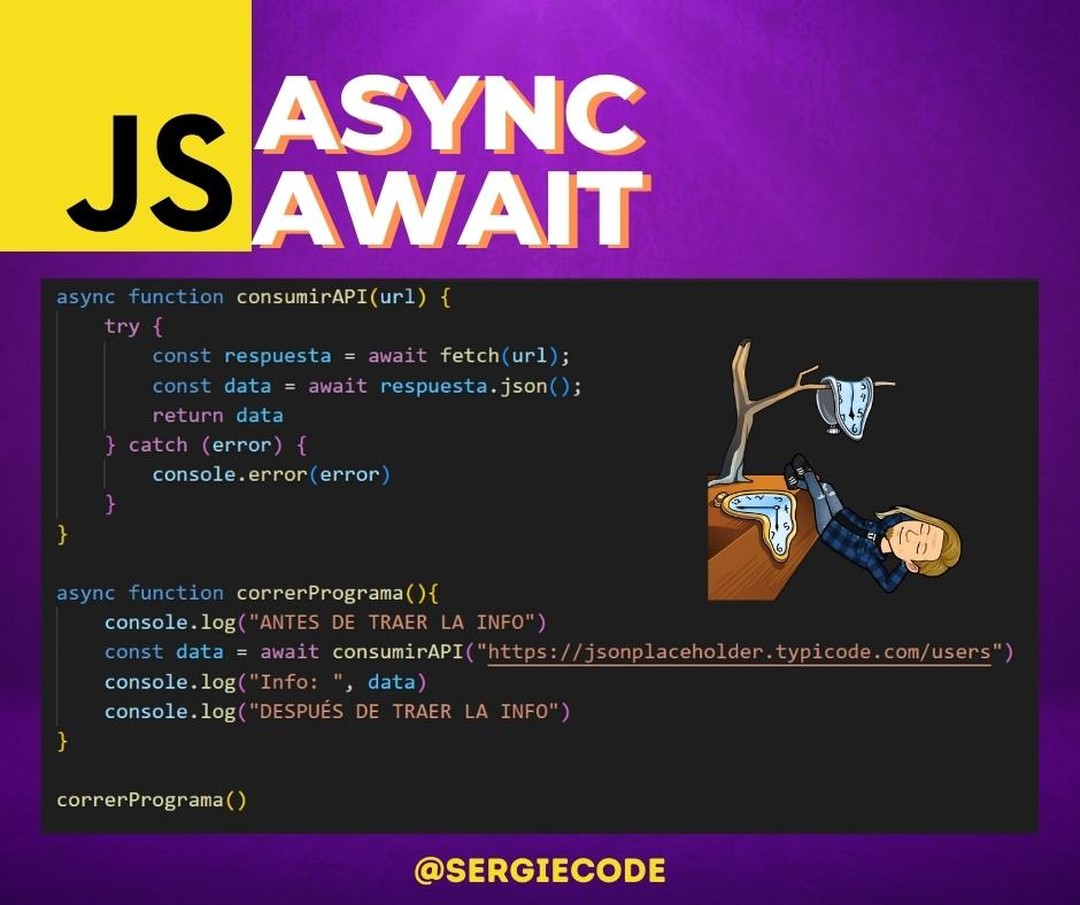 JS
ASYNC
AWAIT
async function consumirAPI(url) {
    try {
        const respuesta = await fetch(url);
        const data = await respuesta.json();
        return data
    } catch (error) {
        console.error(error)
    }
}
async function correrPrograma(){
    console.log("ANTES DE TRAER LA INFO")
    const data = await consumirAPI("https://jsonplaceholder.typicode.com/users")
    console.log("Info: ", data)
    console.log("DESPUÉS DE TRAER LA INFO")
}
correrPrograma()
@SERGIECODE